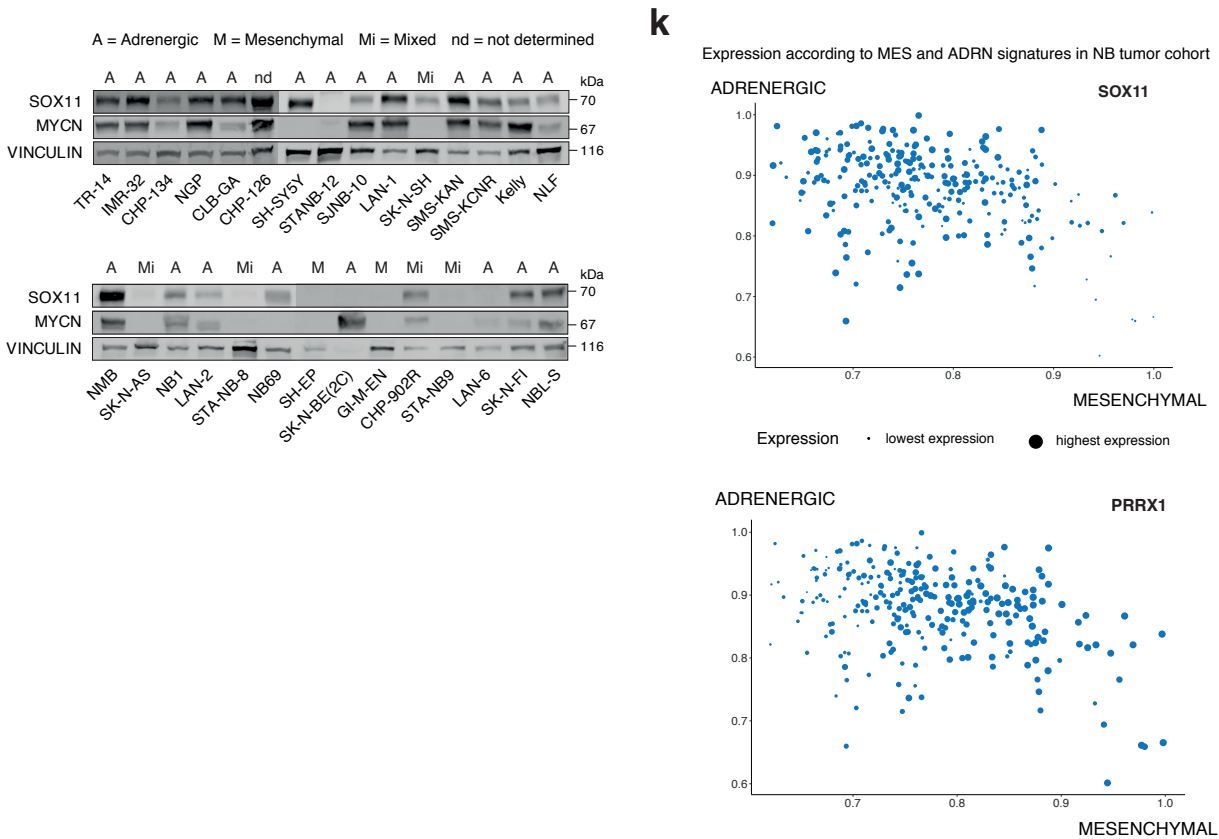 A = Adrenergic M = Mesenchymal Mi = Mixed nd = not determined
A A A A A nd A A A A Mi A A A A kDa
SOX11 70
MYCN 67
VINCULIN 116
TR-14 IMR-32 CHP-134 NGP CLB-GA CHP-126 SH-SY5Y STANB-12 SJNB-10 LAN-1 SK-N-SH SMS-KAN SMS-KCNR Kelly NLF
A Mi A A Mi A M A M Mi Mi A A A kDa
SOX11 70
MYCN 67
VINCULIN 116
NMB SK-N-AS NB1 LAN-2 STA-NB-8 NB69 SH-EP SK-N-BE(2C) GI-M-EN CHP-902R STA-NB9 LAN-6 SK-N-FI NBL-S
k
Expression according to MES and ADRN signatures in NB tumor cohort
ADRENERGIC SOX11
1.0
0.9
0.8
0.7
0.6
0.7 0.8 0.9 1.0
MESENCHYMAL
Expression lowest expression highest expression
ADRENERGIC PRRX1
1.0
0.9
0.8
0.7
0.6
0.7 0.8 0.9 1.0
MESENCHYMAL